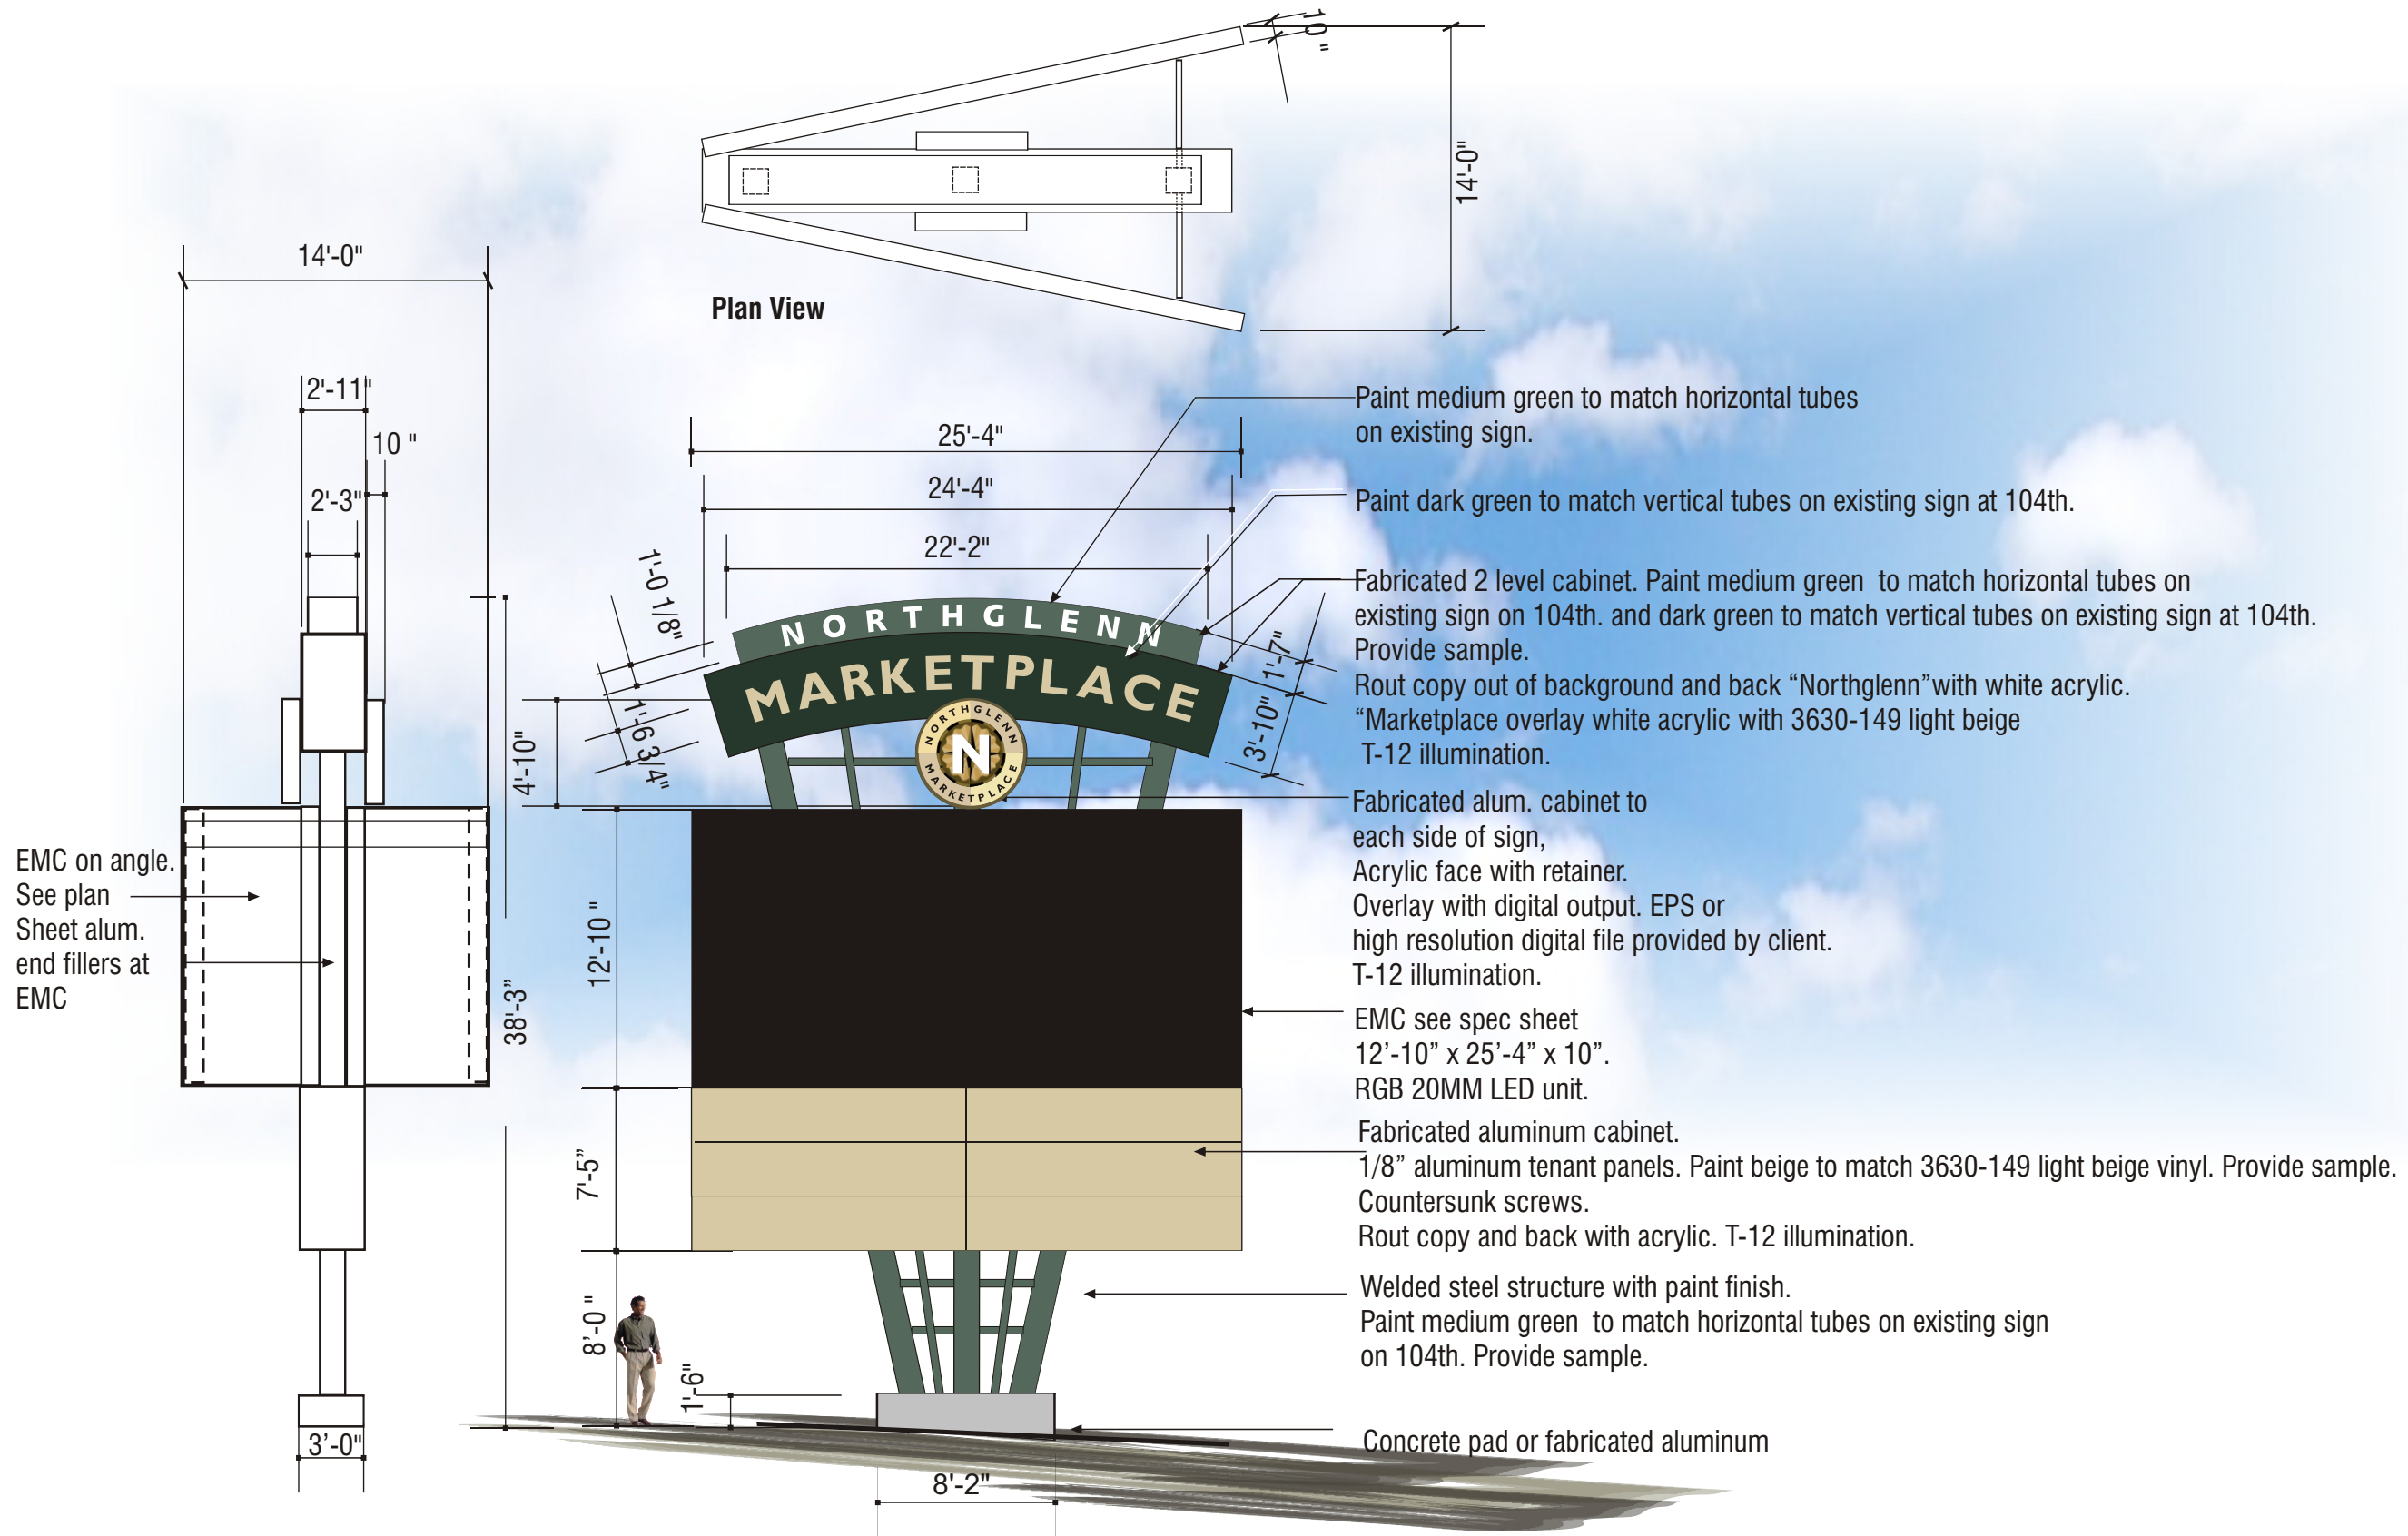 10 "
14'-0"
Plan View
14'-0"
2'-11"
10 "
2'-3"
25'-4"
24'-4"
22'-2"
1'-0 1/8"
1'-6 3/4"
4'-10"
1'-7"
3'-10"
NORTHGLENN
MARKETPLACE
NORTHGLENN
N
MARKETPLACE
Paint medium green to match horizontal tubes
on existing sign.
Paint dark green to match vertical tubes on existing sign at 104th.
Fabricated 2 level cabinet. Paint medium green  to match horizontal tubes on
existing sign on 104th. and dark green to match vertical tubes on existing sign at 104th.
Provide sample.
Rout copy out of background and back “Northglenn”with white acrylic.
“Marketplace overlay white acrylic with 3630-149 light beige
T-12 illumination.
Fabricated alum. cabinet to
each side of sign,
Acrylic face with retainer.
Overlay with digital output. EPS or
high resolution digital file provided by client.
T-12 illumination.
EMC on angle.
See plan
Sheet alum.
end fillers at
EMC
38'-3”
12'-10 "
EMC see spec sheet
12’-10” x 25’-4” x 10”.
RGB 20MM LED unit.
7'-5”
Fabricated aluminum cabinet.
1/8” aluminum tenant panels. Paint beige to match 3630-149 light beige vinyl. Provide sample.
Countersunk screws.
Rout copy and back with acrylic. T-12 illumination.
8’-0 "
1'-6"
Welded steel structure with paint finish.
Paint medium green  to match horizontal tubes on existing sign
on 104th. Provide sample.
Concrete pad or fabricated aluminum
3’-0"
8'-2"